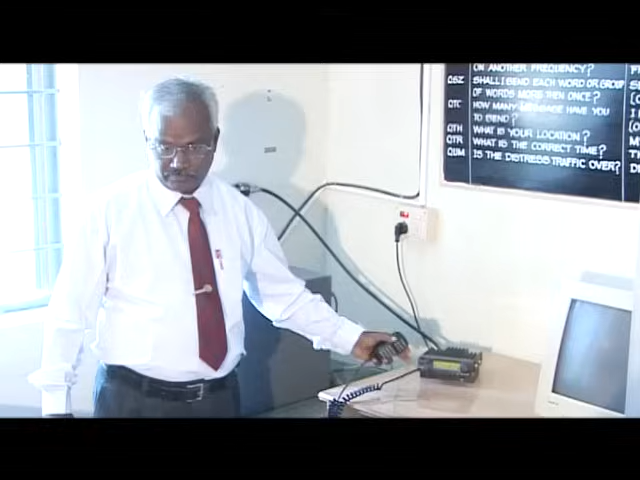 ON ANOTHER FREQUENCY?
QSZ SHALL I SEND EACH WORD OR GROUP
OF WORDS MORE THEN ONCE?
QTC HOW MANY MESSAGE HAVE YOU
TO SEND?
QTH WHAT IS YOUR LOCATION?
QTR WHAT IS THE CORRECT TIME?
QUM IS THE DISTRESS TRAFFIC OVER?